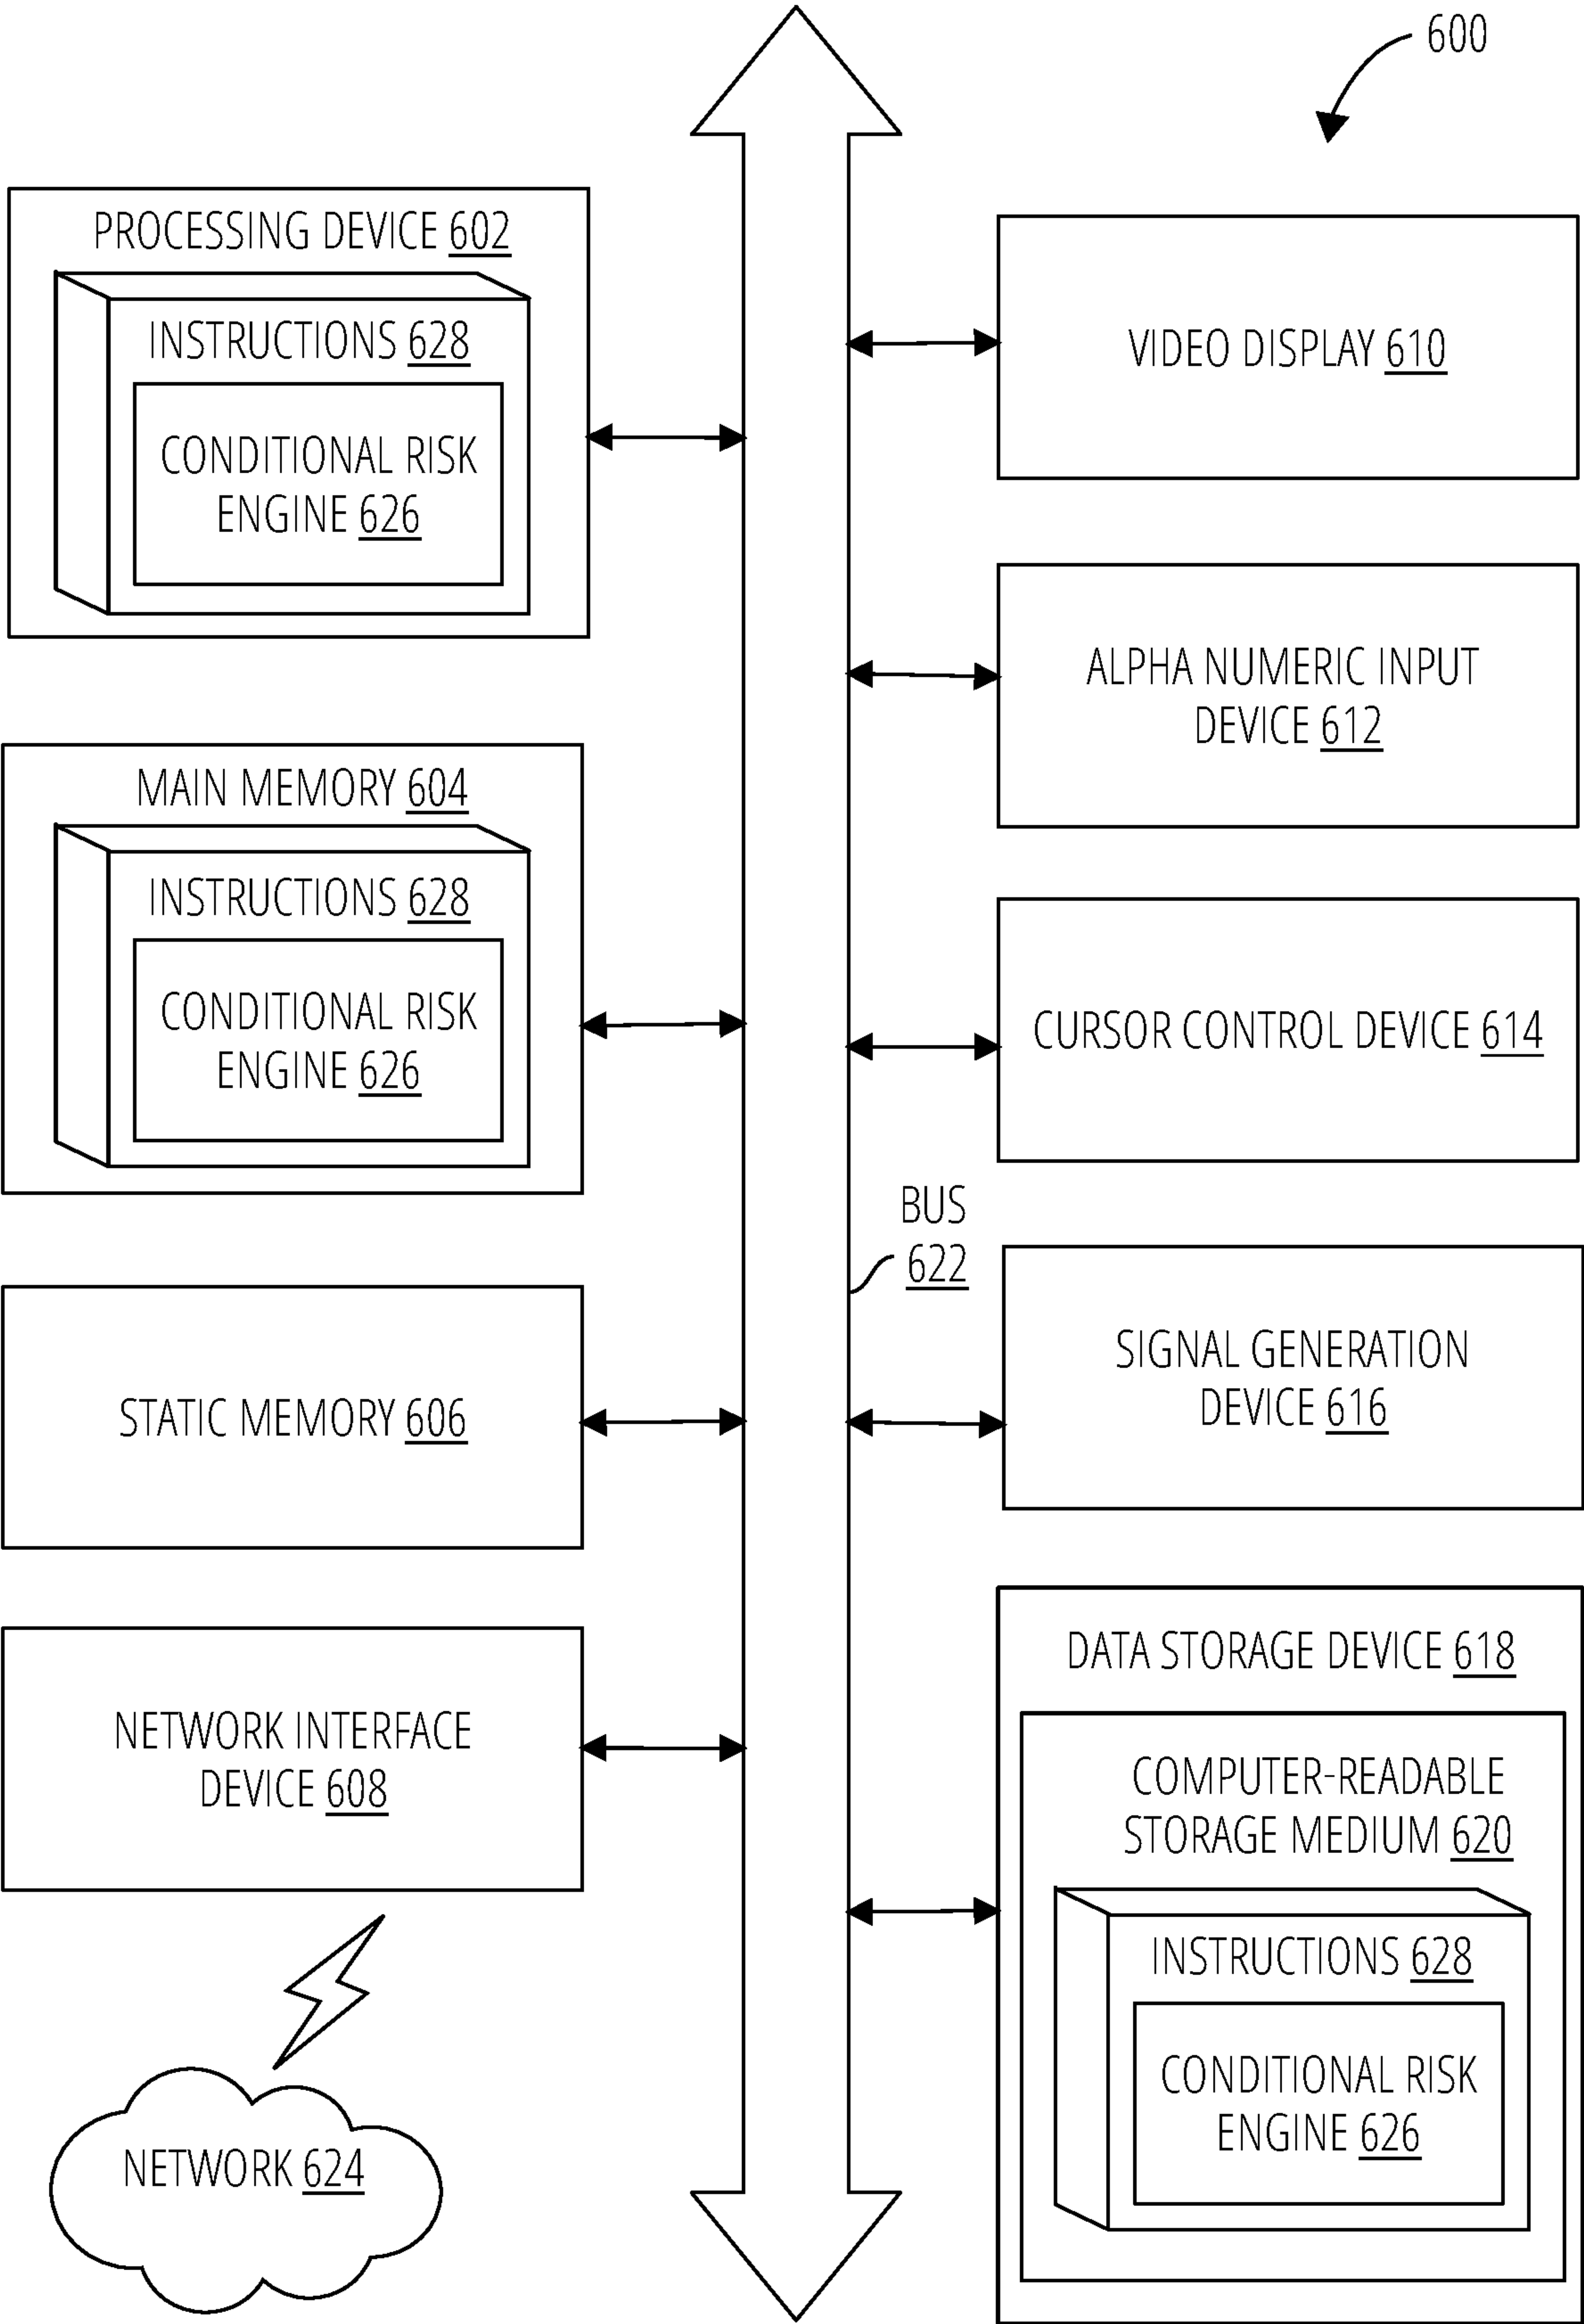 600
PROCESSING DEVICE 602
INSTRUCTIONS 628
CONDITIONAL RISK
ENGINE 626
MAIN MEMORY 604
INSTRUCTIONS 628
CONDITIONAL RISK
ENGINE 626
STATIC MEMORY 606
NETWORK INTERFACE
DEVICE 608
NETWORK 624
BUS
622
VIDEO DISPLAY 610
ALPHA NUMERIC INPUT
DEVICE 612
CURSOR CONTROL DEVICE 614
SIGNAL GENERATION
DEVICE 616
DATA STORAGE DEVICE 618
COMPUTER-READABLE
STORAGE MEDIUM 620
INSTRUCTIONS 628
CONDITIONAL RISK
ENGINE 626